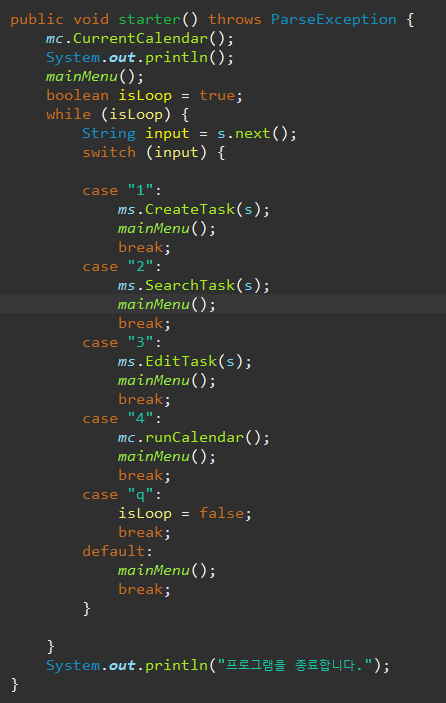 public void starter() throws ParseException {
    mc.CurrentCalendar();
    System.out.println();
    mainMenu();
    boolean isLoop = true;
    while (isLoop) {
        String input = s.next();
        switch (input) {

        case "1":
            ms.CreateTask(s);
            mainMenu();
            break;
        case "2":
            ms.SearchTask(s);
            mainMenu();
            break;
        case "3":
            ms.EditTask(s);
            mainMenu();
            break;
        case "4":
            mc.runCalendar();
            mainMenu();
            break;
        case "q":
            isLoop = false;
            break;
        default:
            mainMenu();
            break;
        }

    }
    System.out.println("프로그램을 종료합니다.");
}